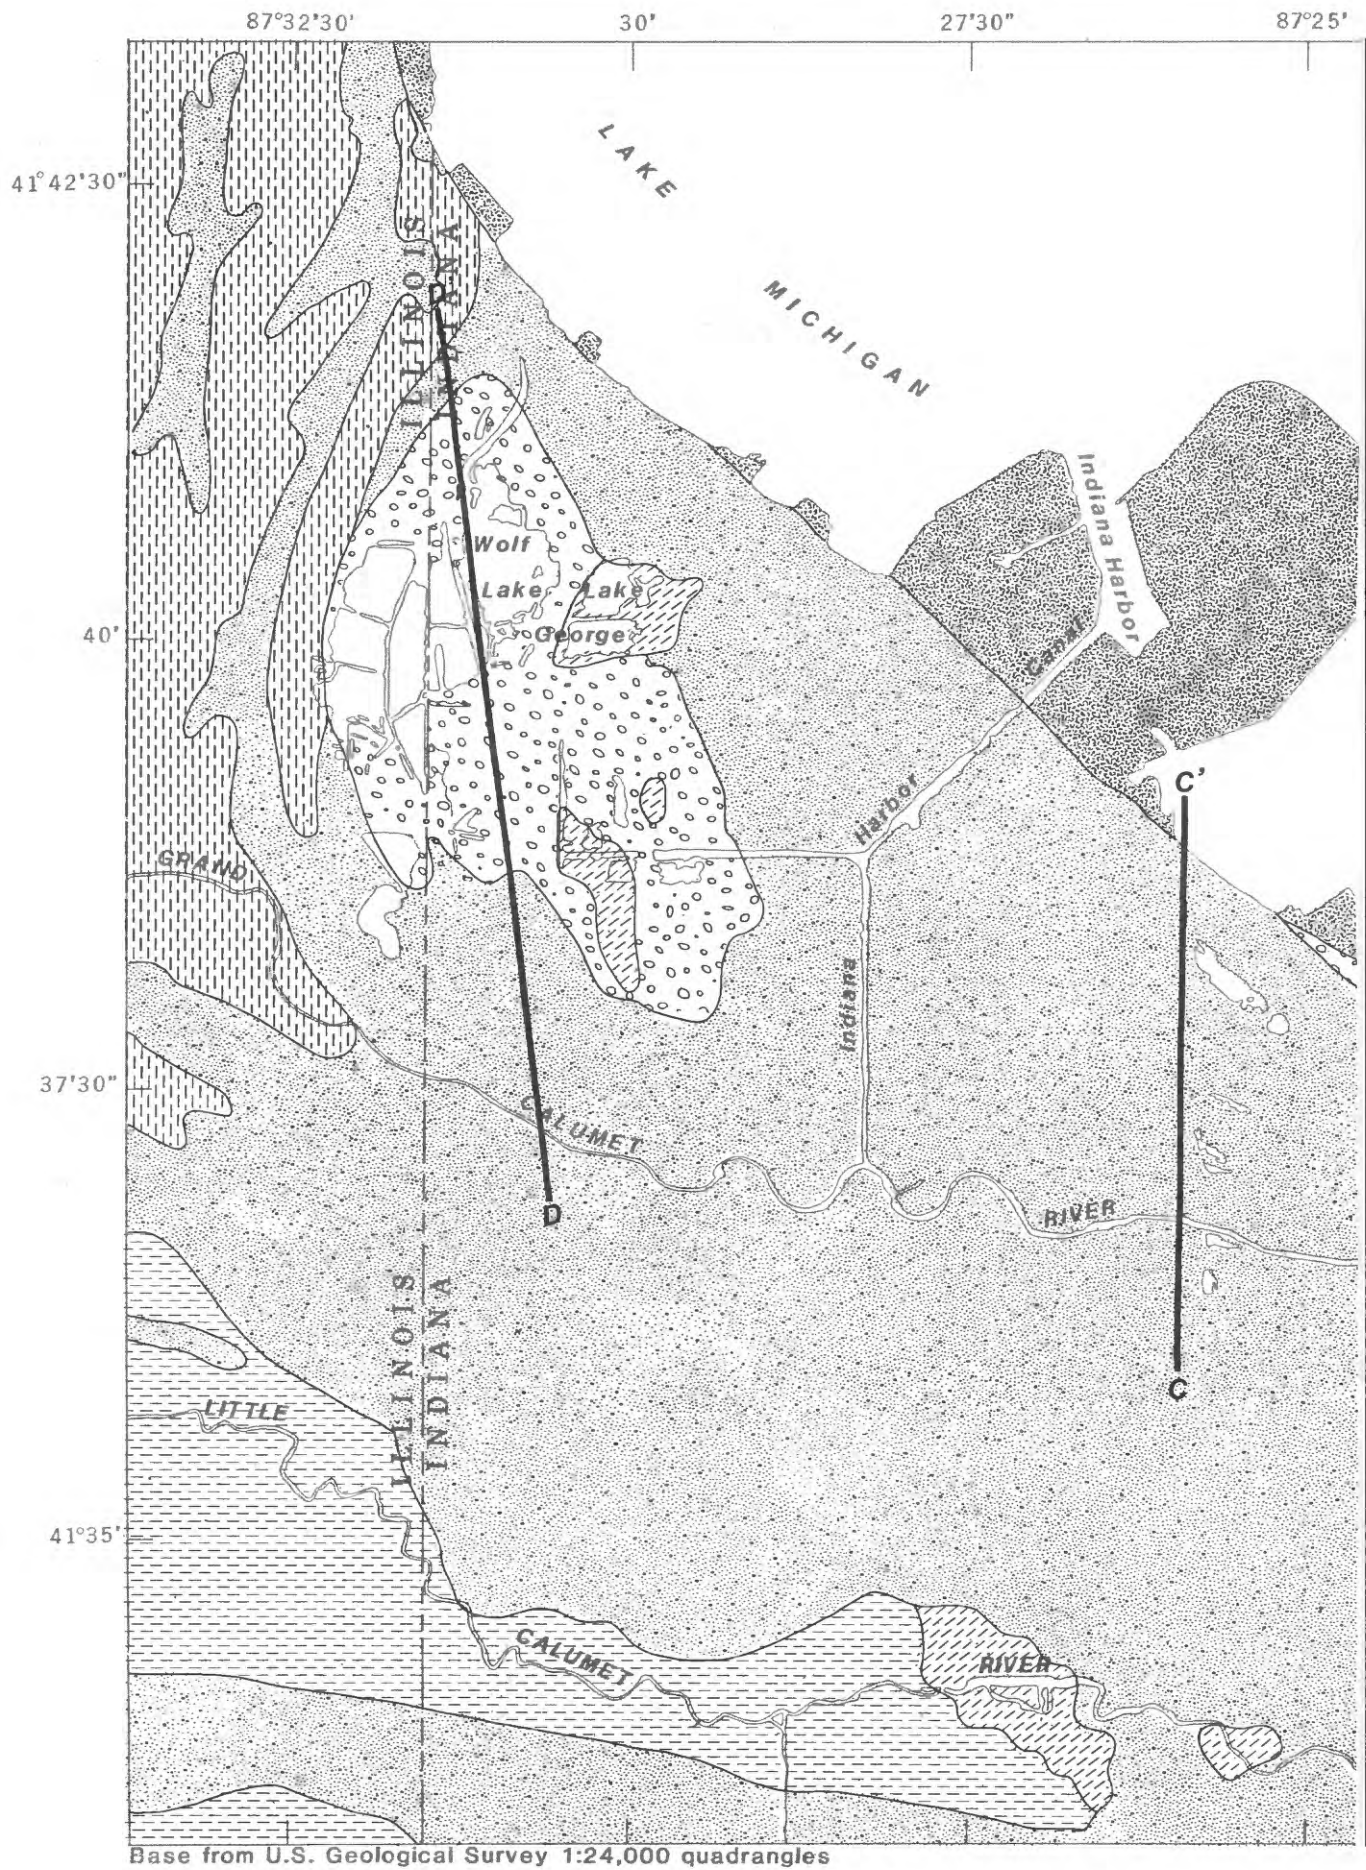 87°32'30'
30'
27'30"
87°25'
LAKE
41°42'30"
MICHIGAN
ILLINOIS
INDIANA
D'
Indiana Harbor
Wolf
Lake
Lake
George
40'
Canal
C'
Harbor
GRAND
Indiana
37'30"
CALUMET
RIVER
D
ILLINOIS
INDIANA
C
LITTLE
41°35'
CALUMET
RIVER
Base from U.S. Geological Survey 1:24,000 quadrangles